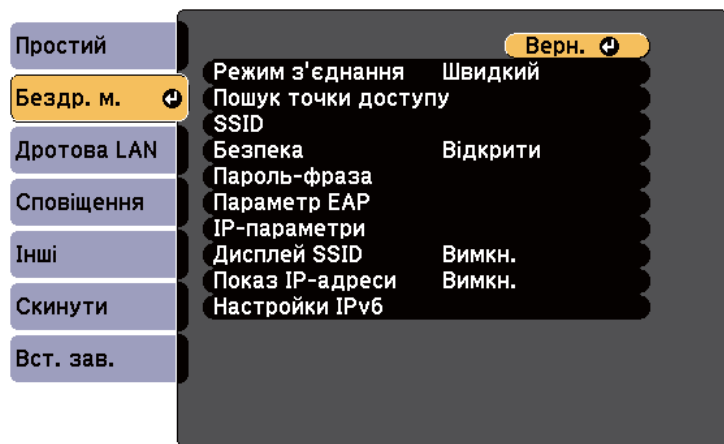 Простий
Бездр. м.
Дротова LAN
Сповіщення
Інші
Скинути
Вст. зав.
Верн.
Режим з'єднання Швидкий
Пошук точки доступу
SSID
Безпека Відкрити
Пароль-фраза
Параметр EAP
IP-параметри
Дисплей SSID Вимкн.
Показ IP-адреси Вимкн.
Настройки IPv6